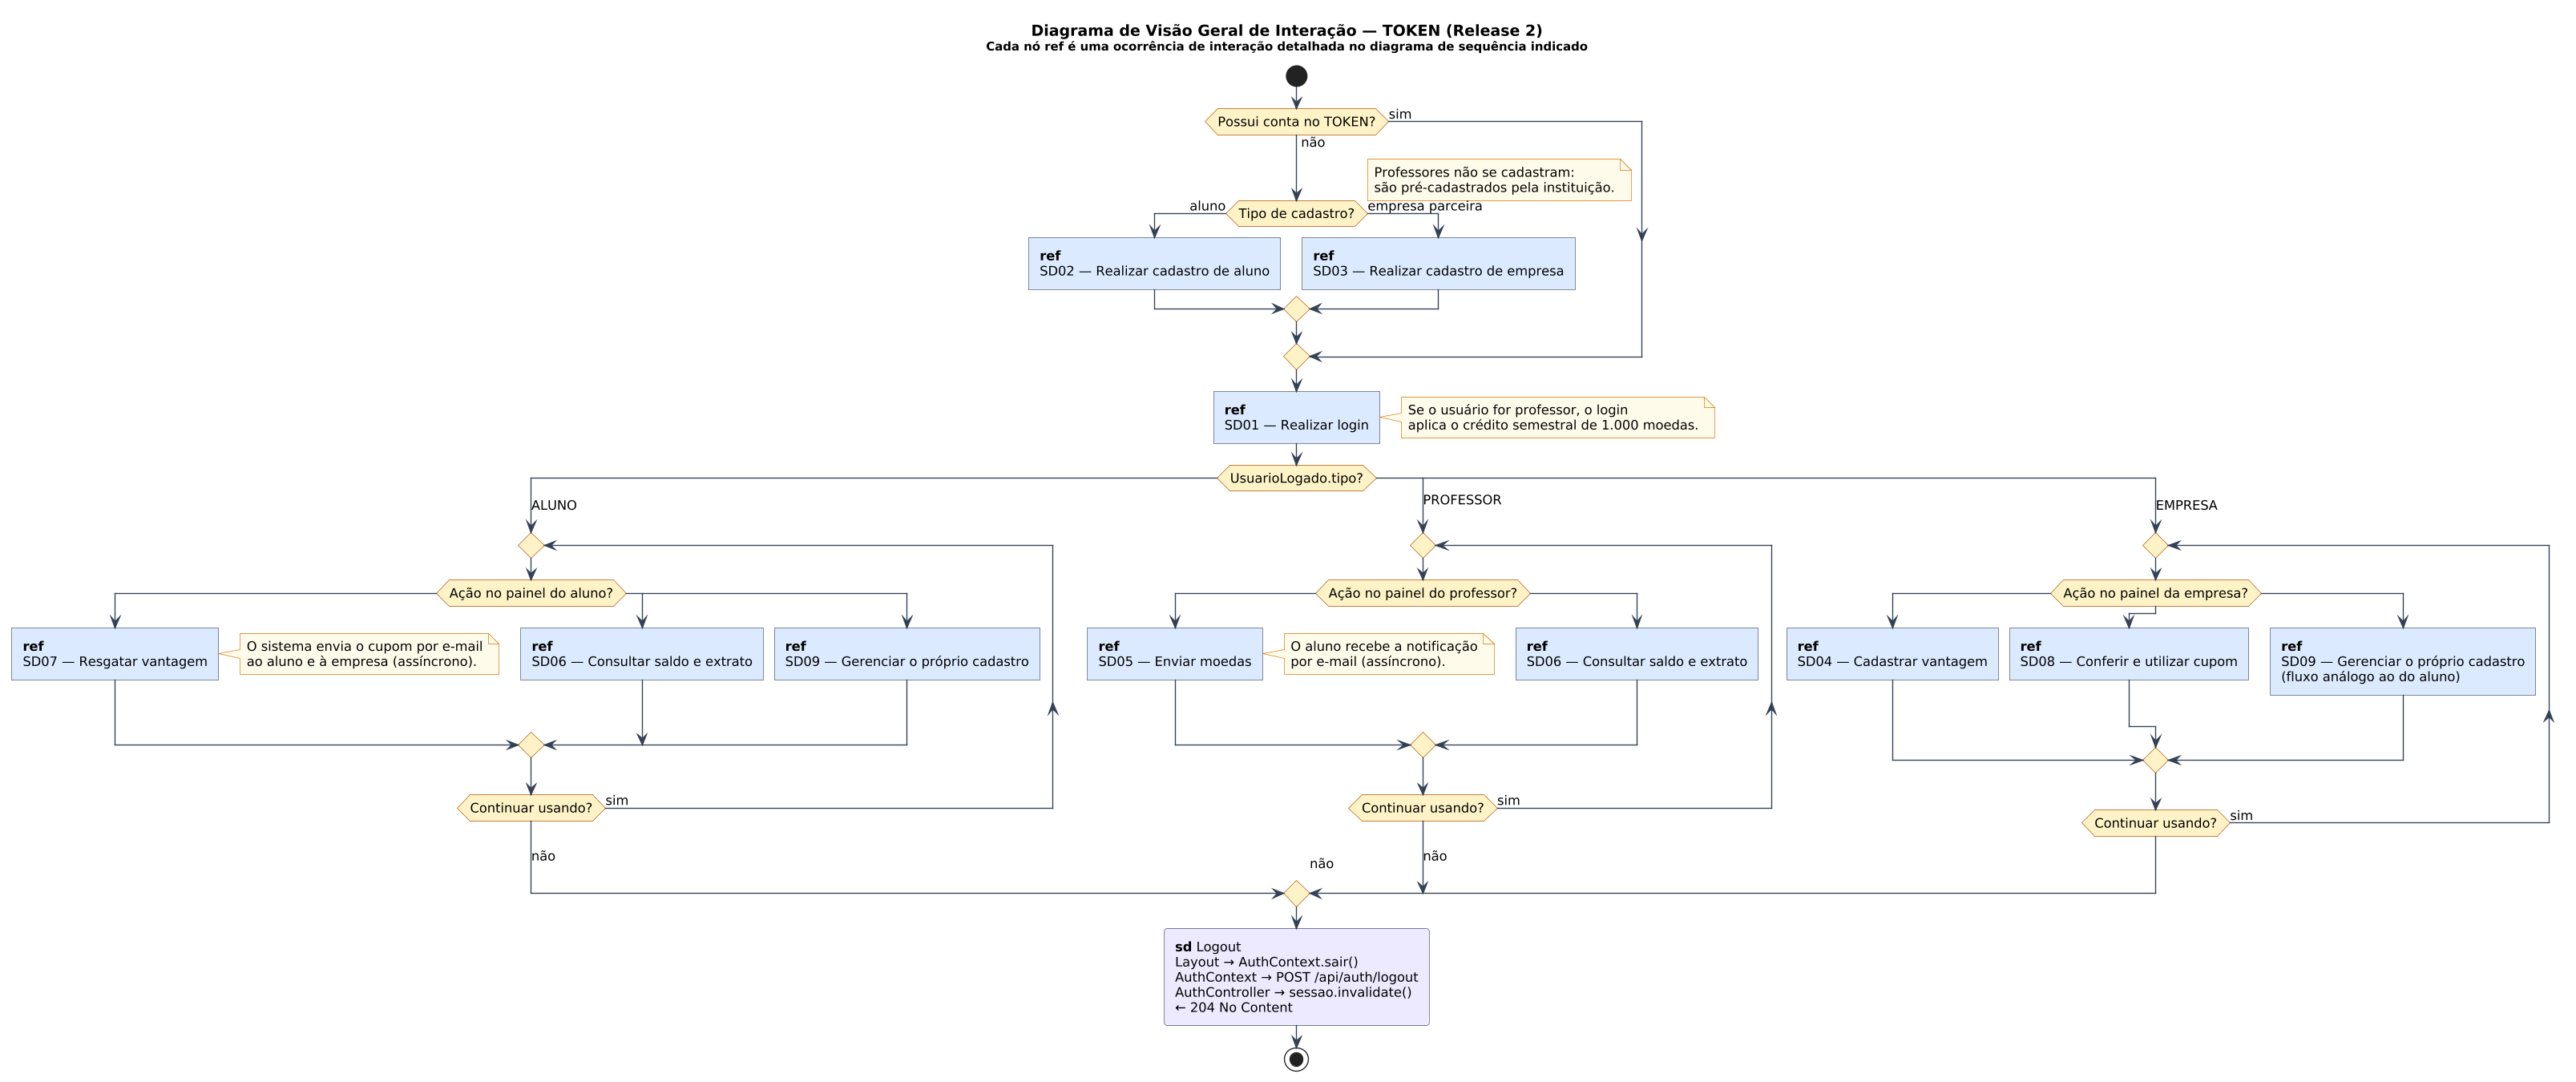 Diagrama de Visão Geral de Interação — TOKEN (Release 2)
Cada nó ref é uma ocorrência de interação detalhada no diagrama de sequência indicado
Possui conta no TOKEN?
sim
não
Professores não se cadastram:
são pré-cadastrados pela instituição.
aluno
Tipo de cadastro?
empresa parceira
ref
SD02 — Realizar cadastro de aluno
ref
SD03 — Realizar cadastro de empresa
ref
SD01 — Realizar login
Se o usuário for professor, o login
aplica o crédito semestral de 1.000 moedas.
UsuarioLogado.tipo?
ALUNO
PROFESSOR
EMPRESA
Ação no painel do aluno?
Ação no painel do professor?
Ação no painel da empresa?
ref
SD07 — Resgatar vantagem
O sistema envia o cupom por e-mail
ao aluno e à empresa (assíncrono).
ref
SD06 — Consultar saldo e extrato
ref
SD09 — Gerenciar o próprio cadastro
ref
SD05 — Enviar moedas
O aluno recebe a notificação
por e-mail (assíncrono).
ref
SD06 — Consultar saldo e extrato
ref
SD04 — Cadastrar vantagem
ref
SD08 — Conferir e utilizar cupom
ref
SD09 — Gerenciar o próprio cadastro
(fluxo análogo ao do aluno)
Continuar usando?
sim
Continuar usando?
sim
Continuar usando?
sim
não
não
não
sd Logout
Layout → AuthContext.sair()
AuthContext → POST /api/auth/logout
AuthController → sessao.invalidate()
← 204 No Content